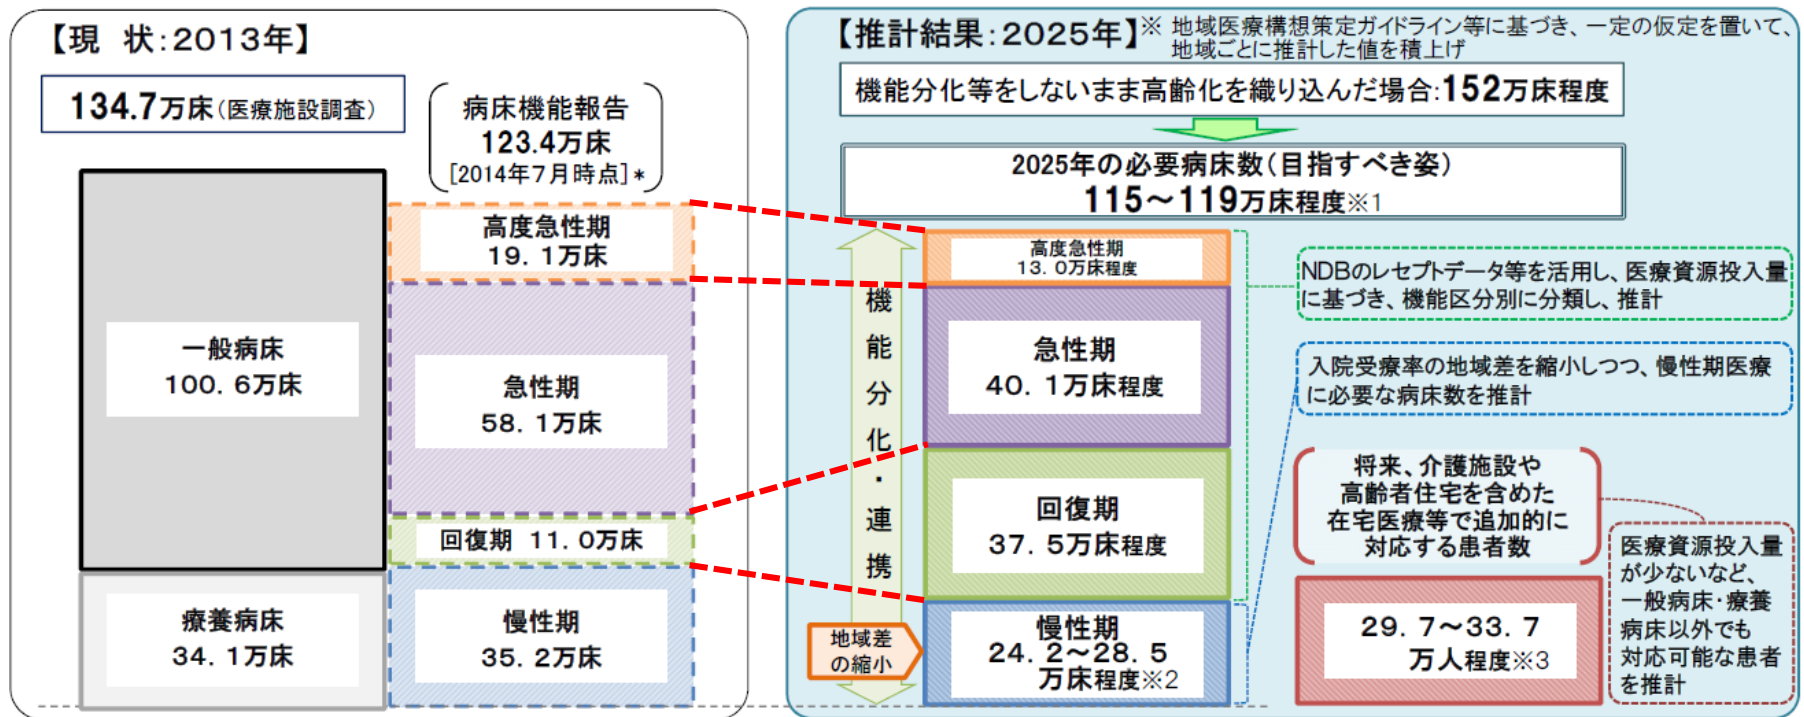 【現　状:2013年】
134.7万床(医療施設調査)
病床機能報告
123.4万床
[2014年7月時点]*
一般病床
100．6万床
療養病床
34．1万床
高度急性期
19．1万床
急性期
58．1万床
回復期 11．0万床
慢性期
35．2万床
【推計結果:2025年】※ 地域医療構想策定ガイドライン等に基づき、一定の仮定を置いて、
地域ごとに推計した値を積上げ
機能分化等をしないまま高齢化を織り込んだ場合:152万床程度
2025年の必要病床数(目指すべき姿)
115～119万床程度※1
機能分化・連携
地域差
の縮小
高度急性期
13．0万床程度
急性期
40．1万床程度
回復期
37．5万床程度
慢性期
24．2～28．5
万床程度※2
NDBのレセプトデータ等を活用し、医療資源投入量
に基づき、機能区分別に分類し、推計
入院受療率の地域差を縮小しつつ、慢性期医療
に必要な病床数を推計
将来、介護施設や
高齢者住宅を含めた
在宅医療等で追加的に
対応する患者数
29．7～33．7
万人程度※3
医療資源投入量
が少ないなど、
一般病床・療養
病床以外でも
対応可能な患者
を推計